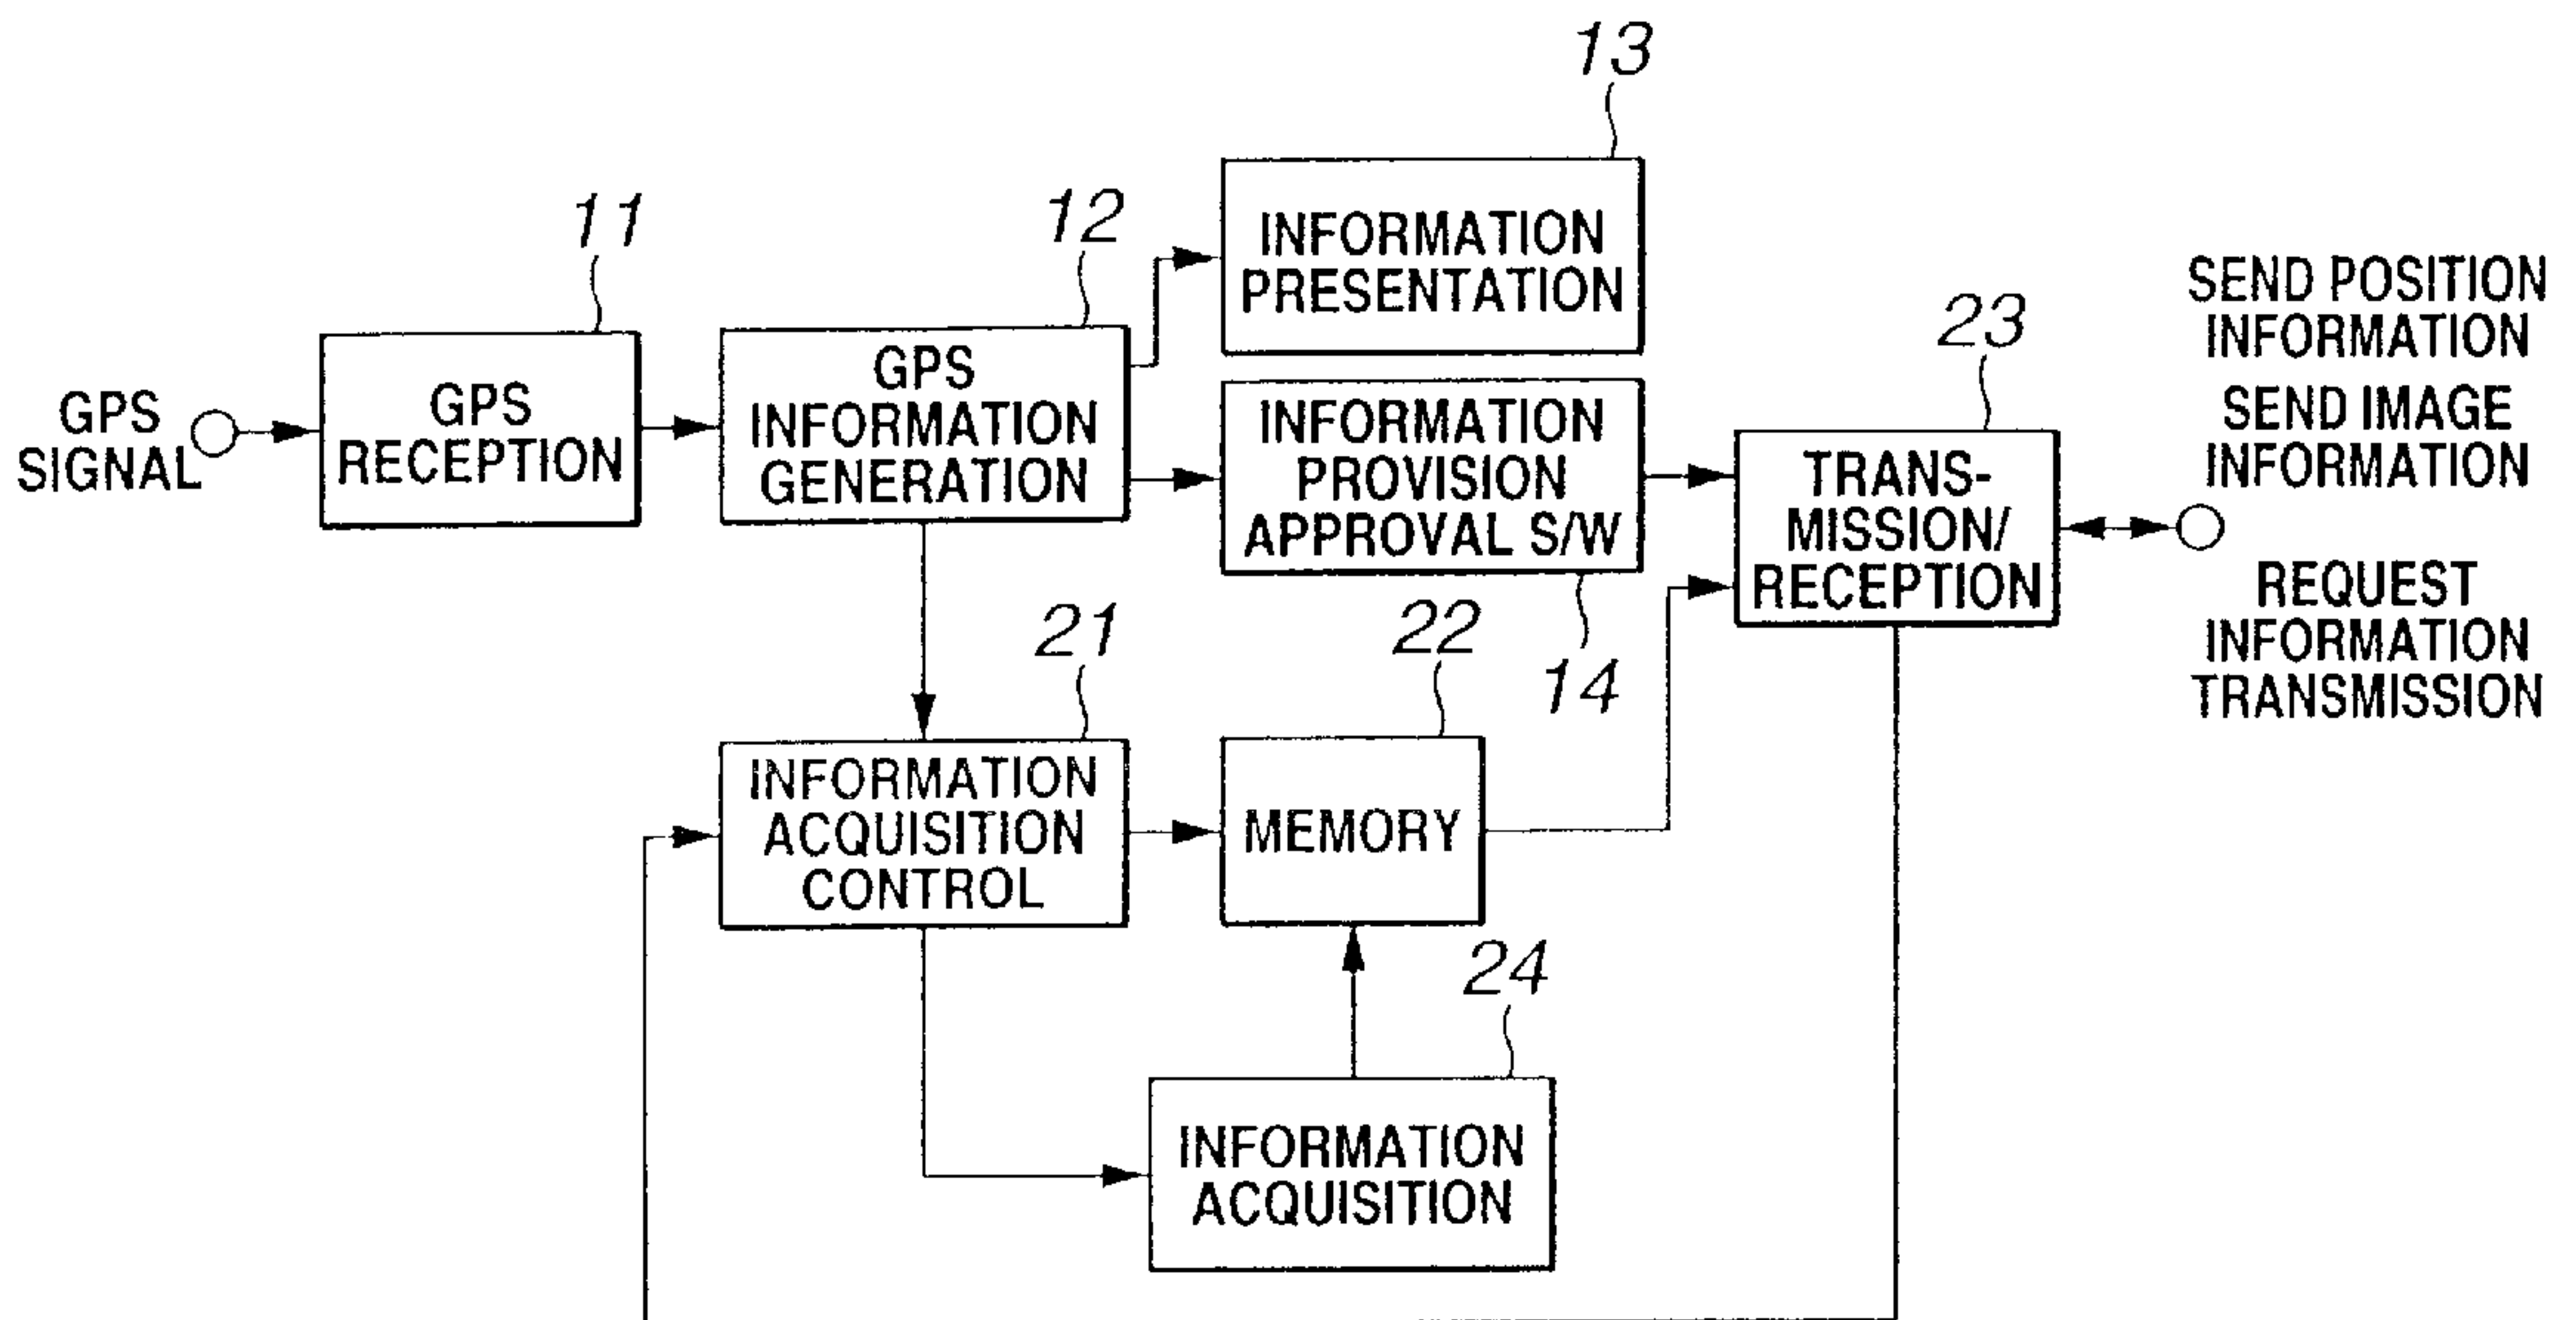 13
11
12
INFORMATION
PRESENTATION
23
SEND POSITION
INFORMATION
SEND IMAGE
INFORMATION
GPS
SIGNAL
GPS
RECEPTION
GPS
INFORMATION
GENERATION
INFORMATION
PROVISION
APPROVAL S/W
TRANS-
MISSION/
RECEPTION
REQUEST
INFORMATION
TRANSMISSION
14
21
22
INFORMATION
ACQUISITION
CONTROL
MEMORY
24
INFORMATION
ACQUISITION